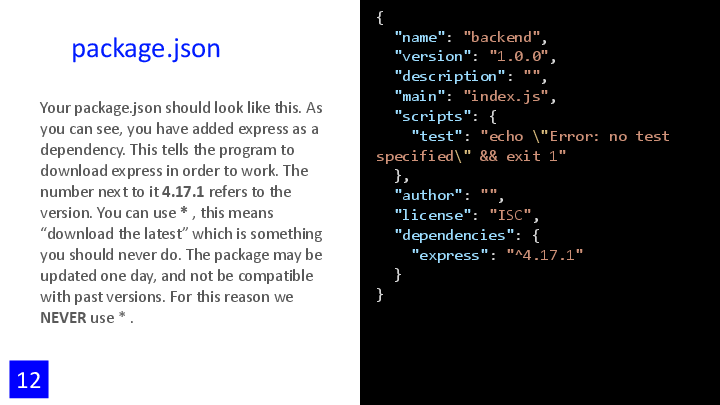 package.json
Your package.json should look like this. As
you can see, you have added express as a
dependency. This tells the program to
download express in order to work. The
number next to it 4.17.1 refers to the
version. You can use * , this means
“download the latest” which is something
you should never do. The package may be
updated one day, and not be compatible
with past versions. For this reason we
NEVER use * .
12
{
  "name": "backend",
  "version": "1.0.0",
  "description": "",
  "main": "index.js",
  "scripts": {
    "test": "echo \"Error: no test
specified\" && exit 1"
  },
  "author": "",
  "license": "ISC",
  "dependencies": {
    "express": "^4.17.1"
  }
}